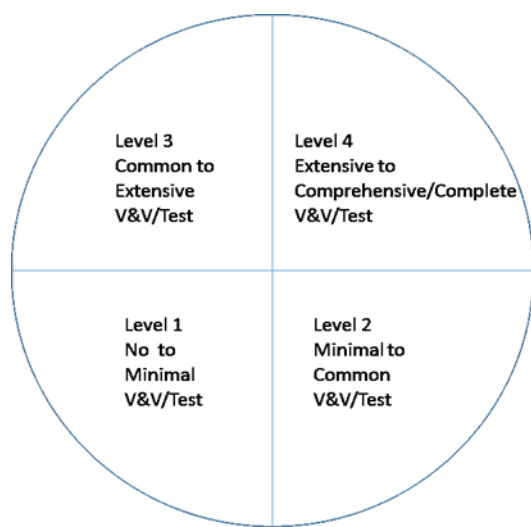 Level 3
Common to
Extensive
V&V/Test
Level 4
Extensive to
Comprehensive/Complete
V&V/Test
Level 1
No to
Minimal
V&V/Test
Level 2
Minimal to
Common
V&V/Test